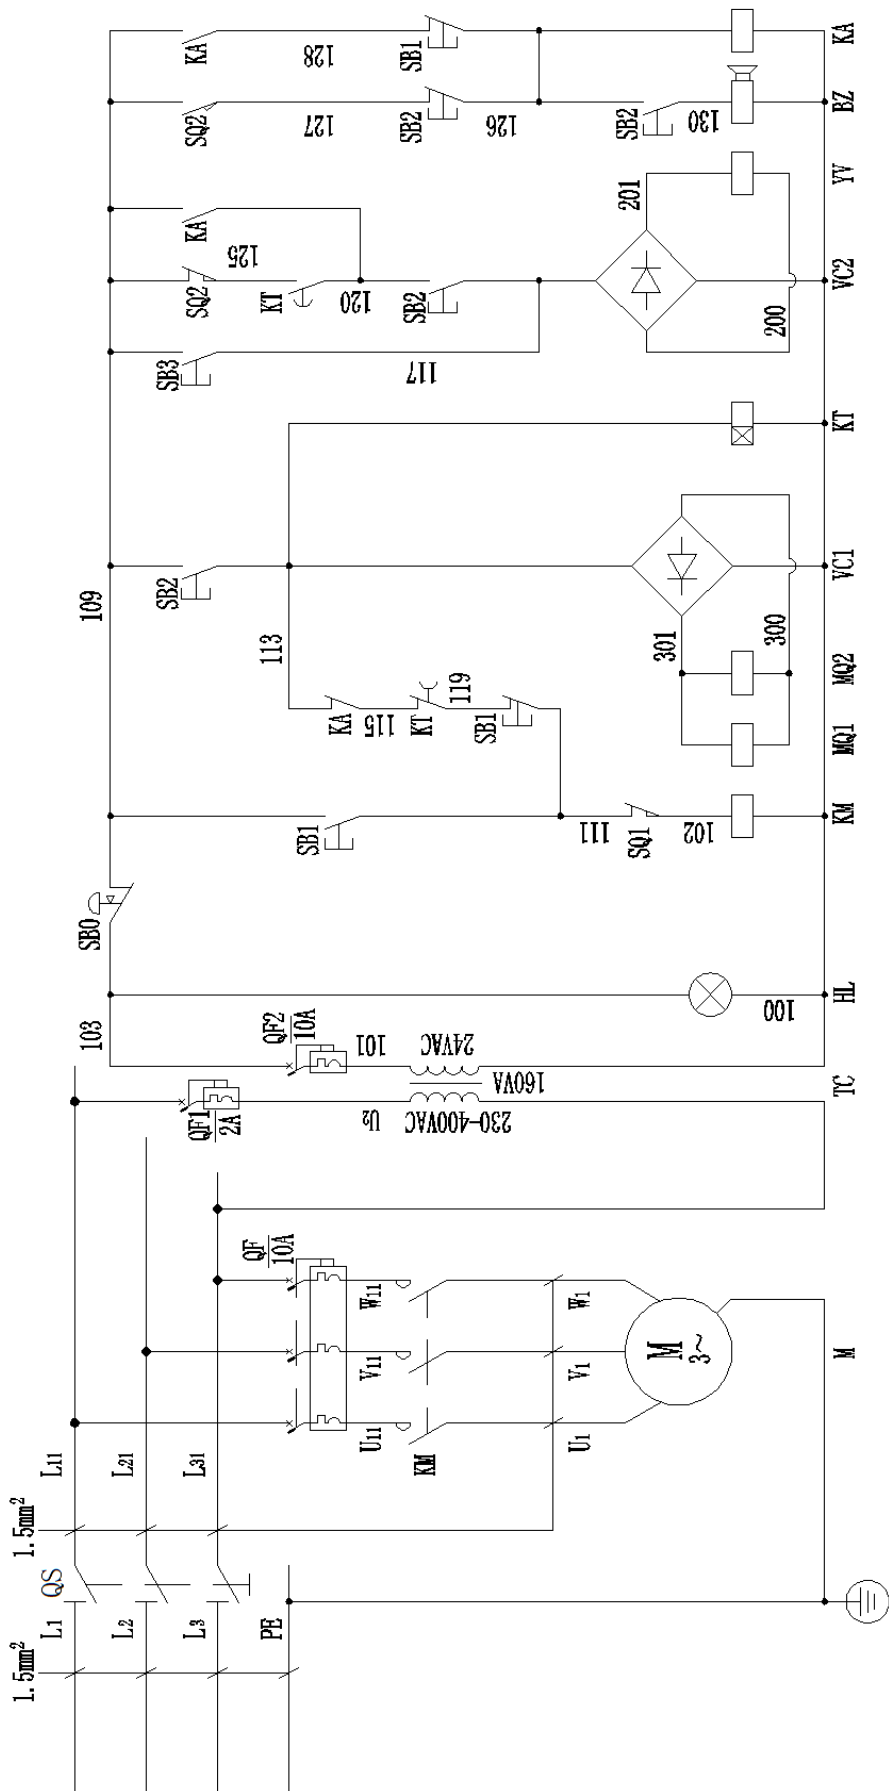 KA
128
SB1
KA
SQ2
127
SB2
126
SB2
130
BZ
201
YV
KA
125
SQ2
KT
120
SB2
200
VC2
SB3
117
KT
109
SB2
VC1
113
301
300
MQ2
KA
115
KT
119
SB1
MQ1
SB1
111
SQ1
102
KM
SB0
103
100
HL
QF2
10A
101
24VAC
160VA
TC
QF1
2A
U2
230-400VAC
QF
10A
W11
W1
V11
V1
M
3~
M
U11
KM
U1
L11
L21
L31
1.5mm²
QS
L1
L2
L3
PE
1.5mm²